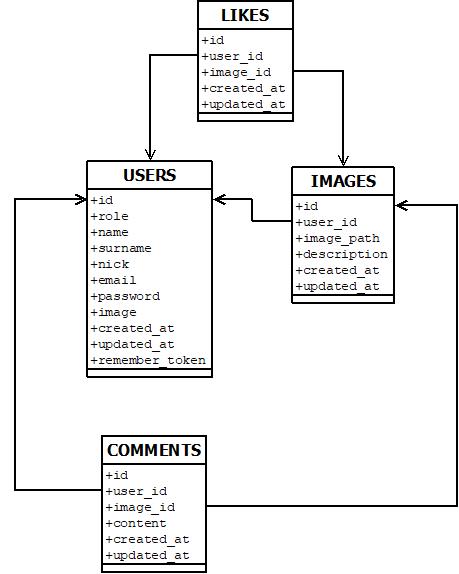 LIKES
+id
+user_id
+image_id
+created_at
+updated_at
USERS
+id
+role
+name
+surname
+nick
+email
+password
+image
+created_at
+updated_at
+remember_token
IMAGES
+id
+user_id
+image_path
+description
+created_at
+updated_at
COMMENTS
+id
+user_id
+image_id
+content
+created_at
+updated_at